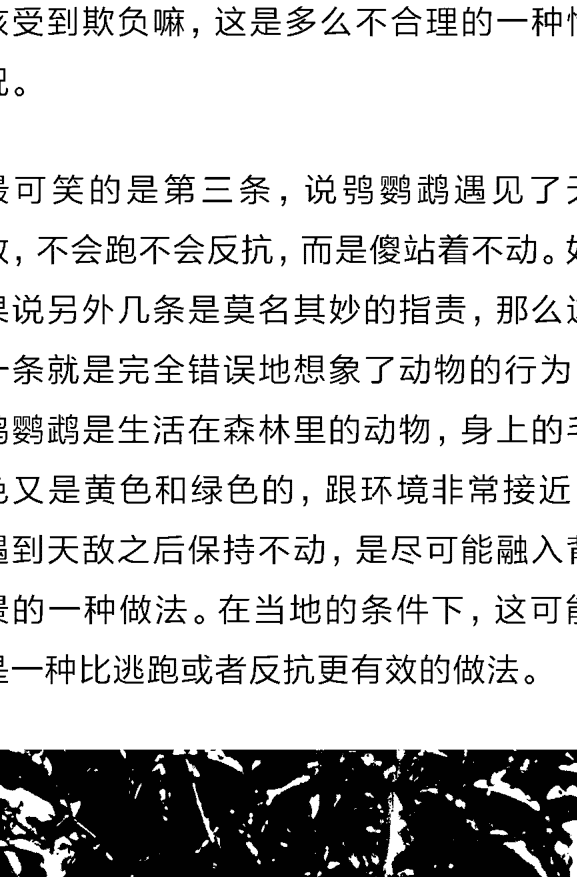 该受到欺负嘛，这是多么不合理的一种情
况。
最可笑的是第三条，说鸮鹦鹉遇见了天
敌，不会跑不会反抗，而是傻站着不动。如
果说另外几条是莫名其妙的指责，那么这
一条就是完全错误地想象了动物的行为
鸮鹦鹉是生活在森林里的动物，身上的毛
色又是黄色和绿色的，跟环境非常接近
遇到天敌之后保持不动，是尽可能融入背
景的一种做法。在当地的条件下，这可能
是一种比逃跑或者反抗更有效的做法。